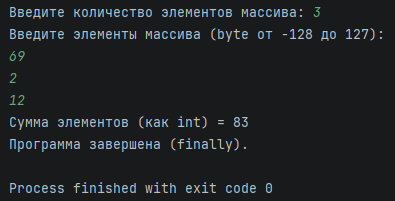 Введите количество элементов массива: 3
Введите элементы массива (byte от -128 до 127):
69
2
12
Сумма элементов (как int) = 83
Программа завершена (finally).
Process finished with exit code 0